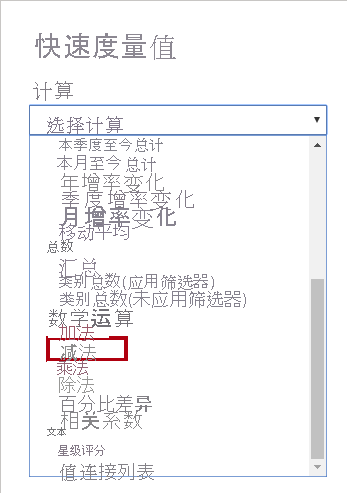 快速度量值
计算
选择计算
本季度至今总计
本月至今总计
年增率变化
季度增率变化
月增率变化
移动平均
总数
汇总
类别总数(应用筛选器)
类别总数(未应用筛选器)
数学运算
加法
减法
乘法
除法
百分比差异
相关系数
文本
星级评分
值连接列表